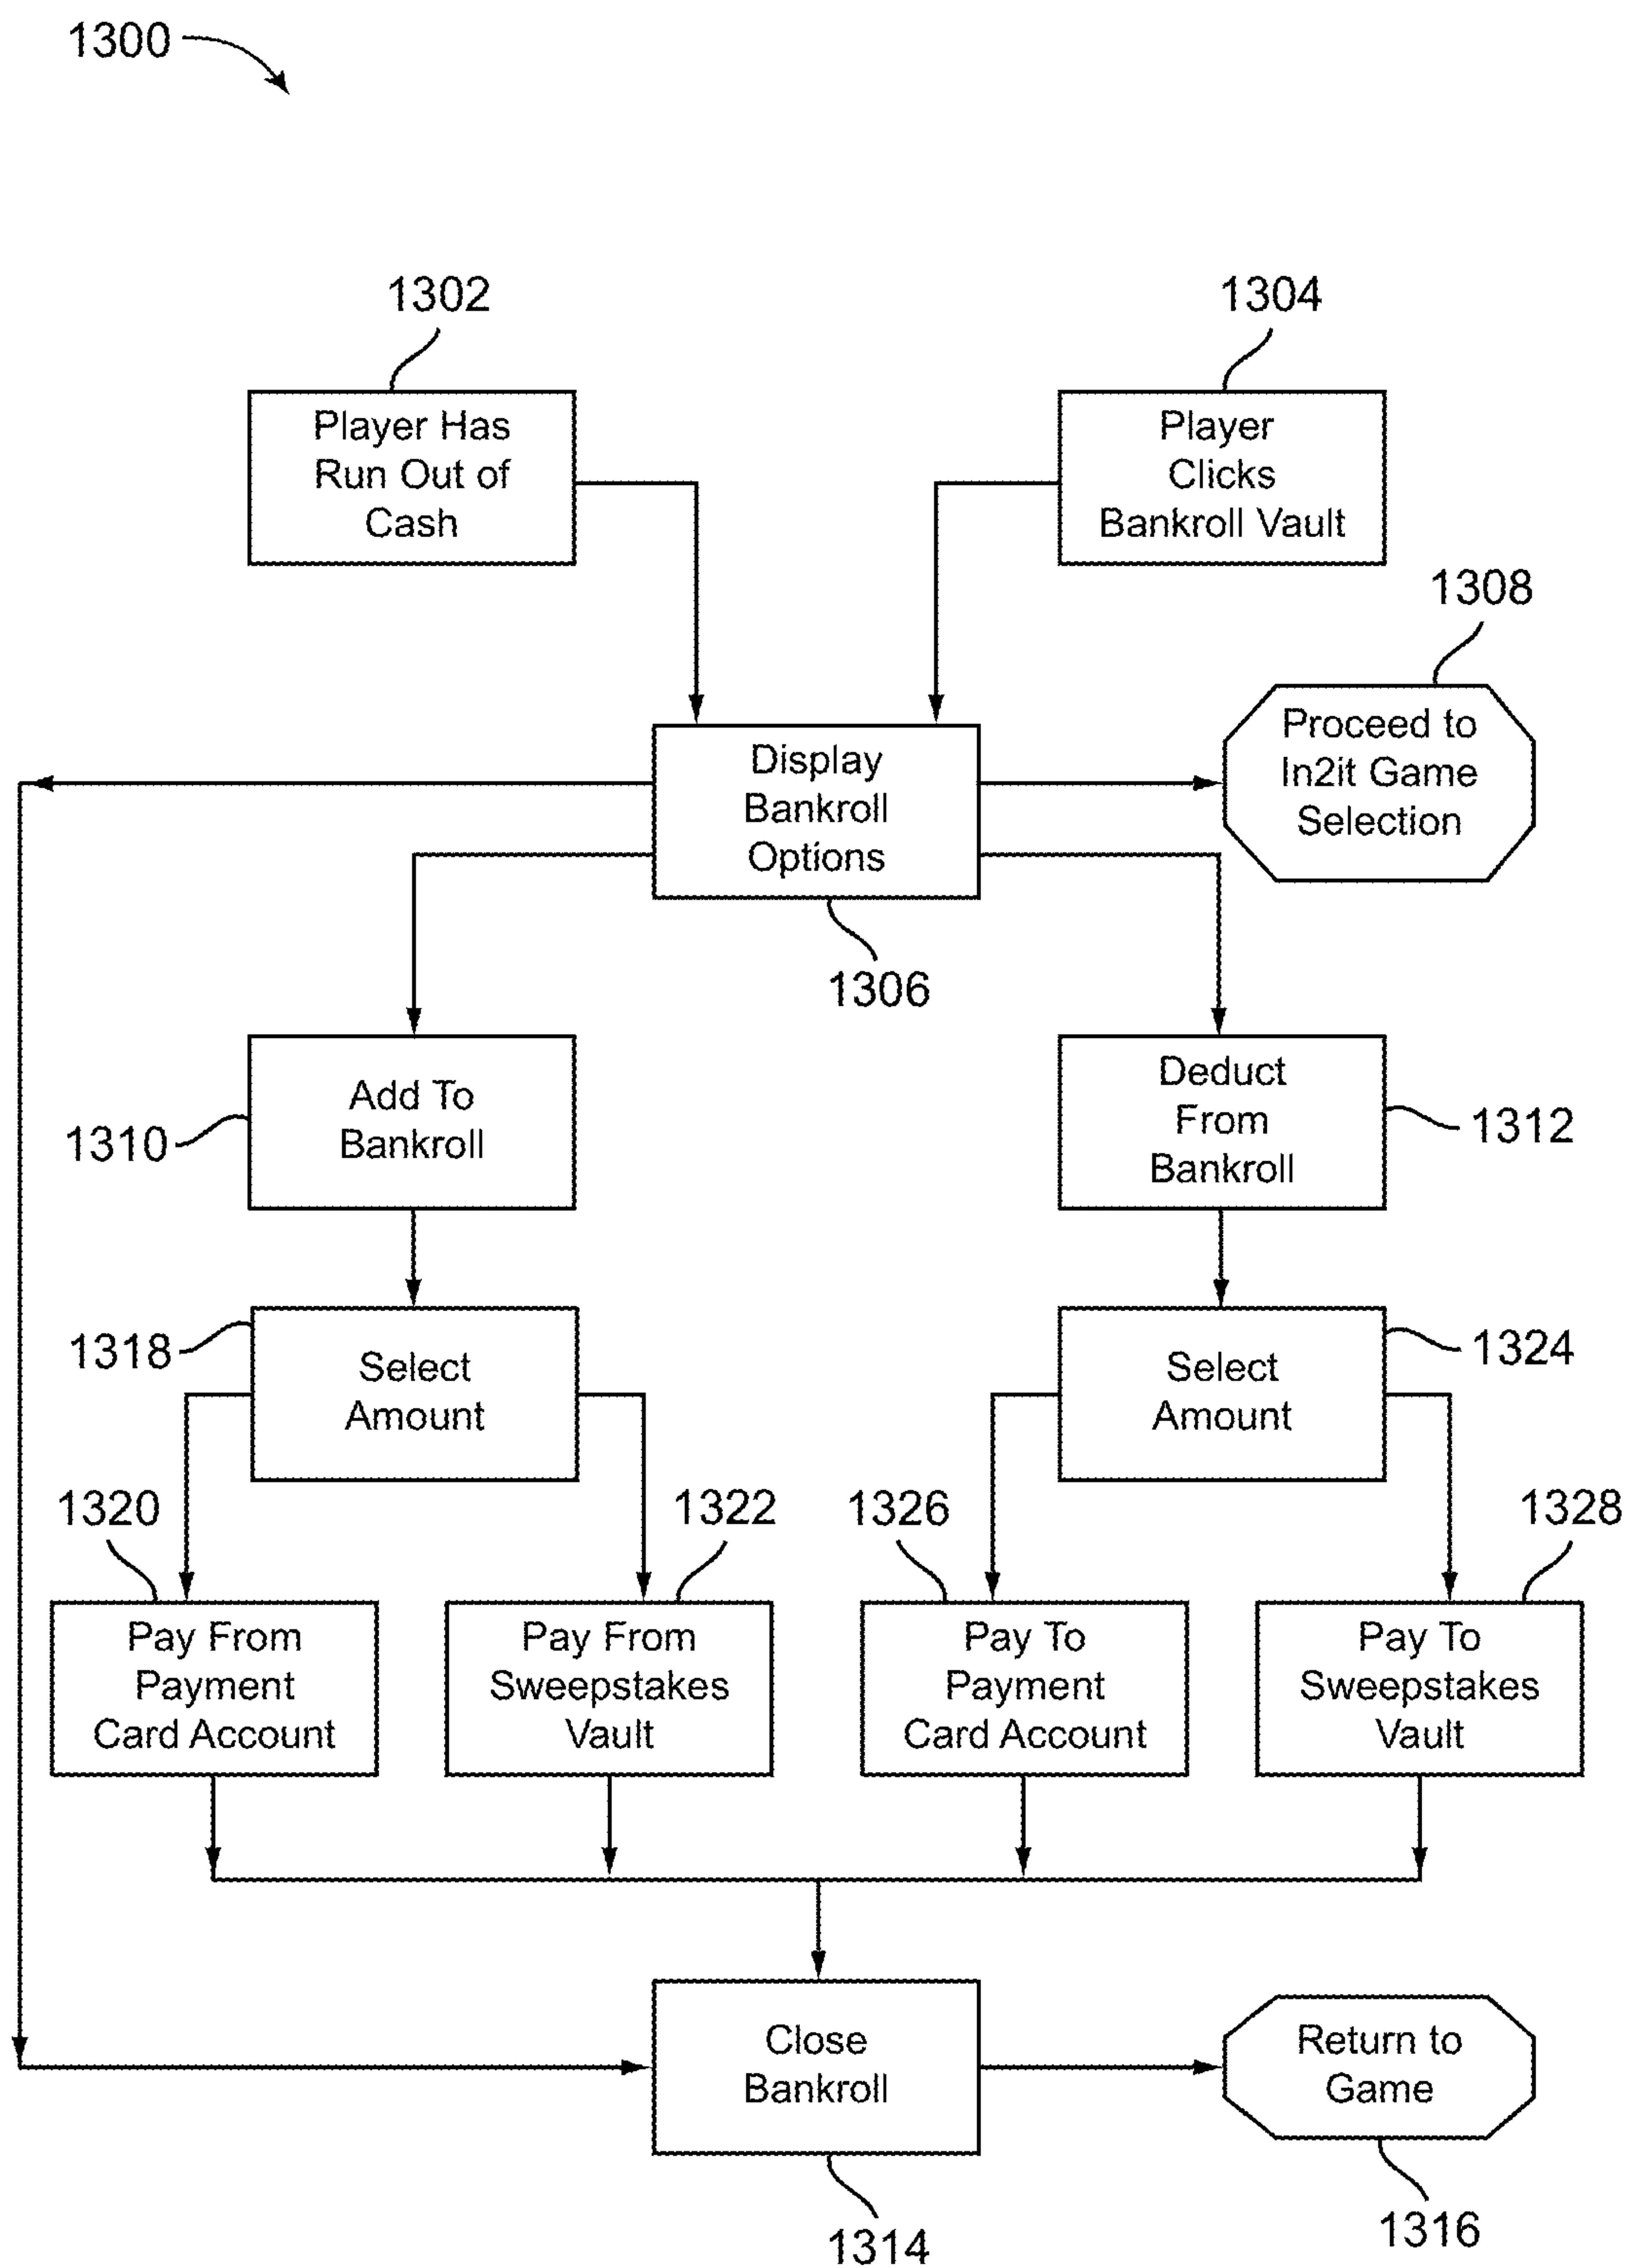 1300
1302
1304
Player Has
Run Out of
Cash
Player
Clicks
Bankroll Vault
1308
Proceed to
In2it Game
Selection
Display
Bankroll
Options
1306
Add To
Bankroll
1310
Deduct
From
Bankroll
1312
1318
Select
Amount
Select
Amount
1324
1320
1322
1326
1328
Pay From
Payment
Card Account
Pay From
Sweepstakes
Vault
Pay To
Payment
Card Account
Pay To
Sweepstakes
Vault
Close
Bankroll
Return to
Game
1314
1316